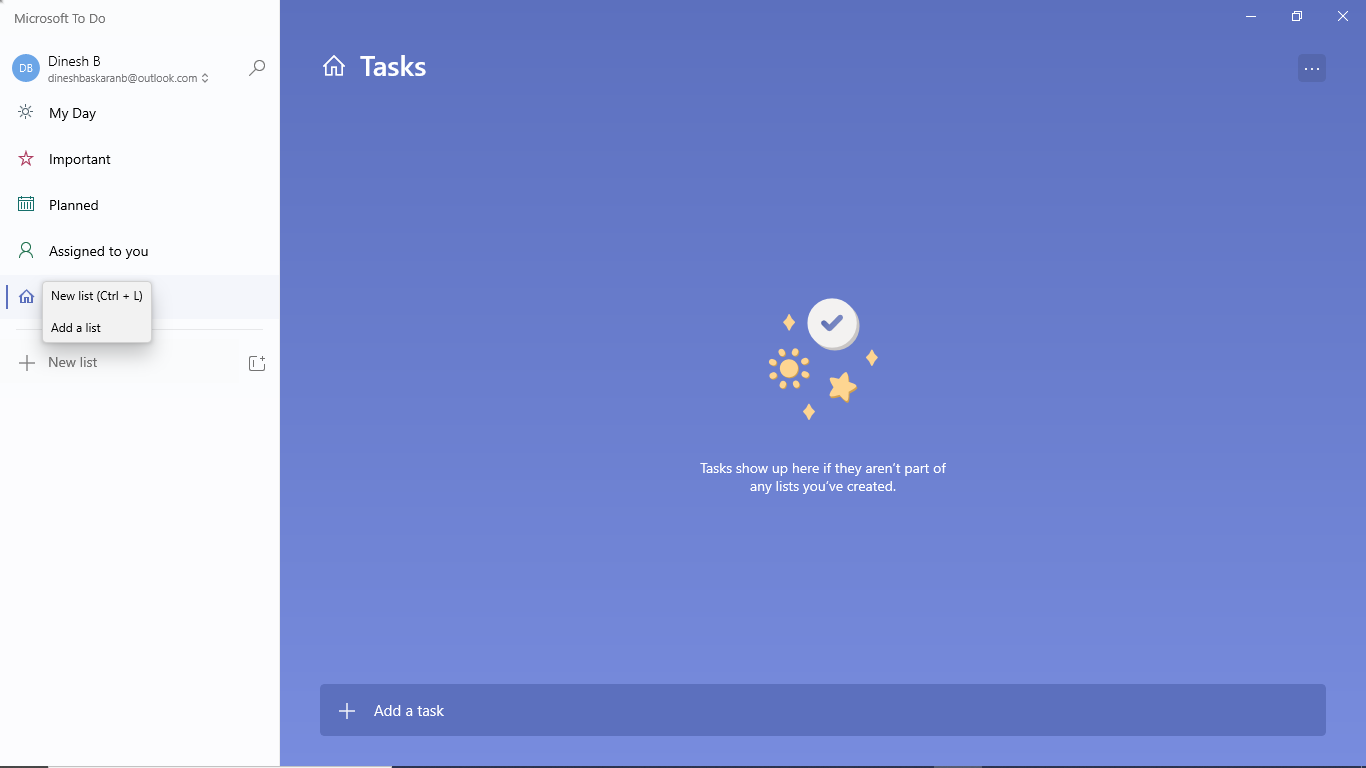 Microsoft To Do
DB
Dinesh B
dineshbaskaranb@outlook.com
My Day
Important
Planned
Assigned to you
New list (Ctrl + L)
Add a list
New list
Tasks
Tasks show up here if they aren’t part of
any lists you’ve created.
Add a task